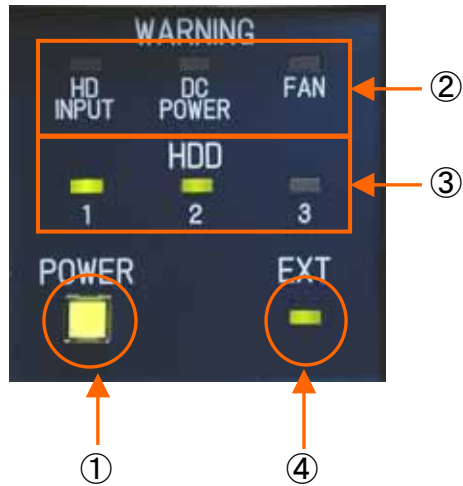 WARNING
HD INPUT DC POWER FAN
②
HDD
③
1 2 3
POWER EXT
① ④